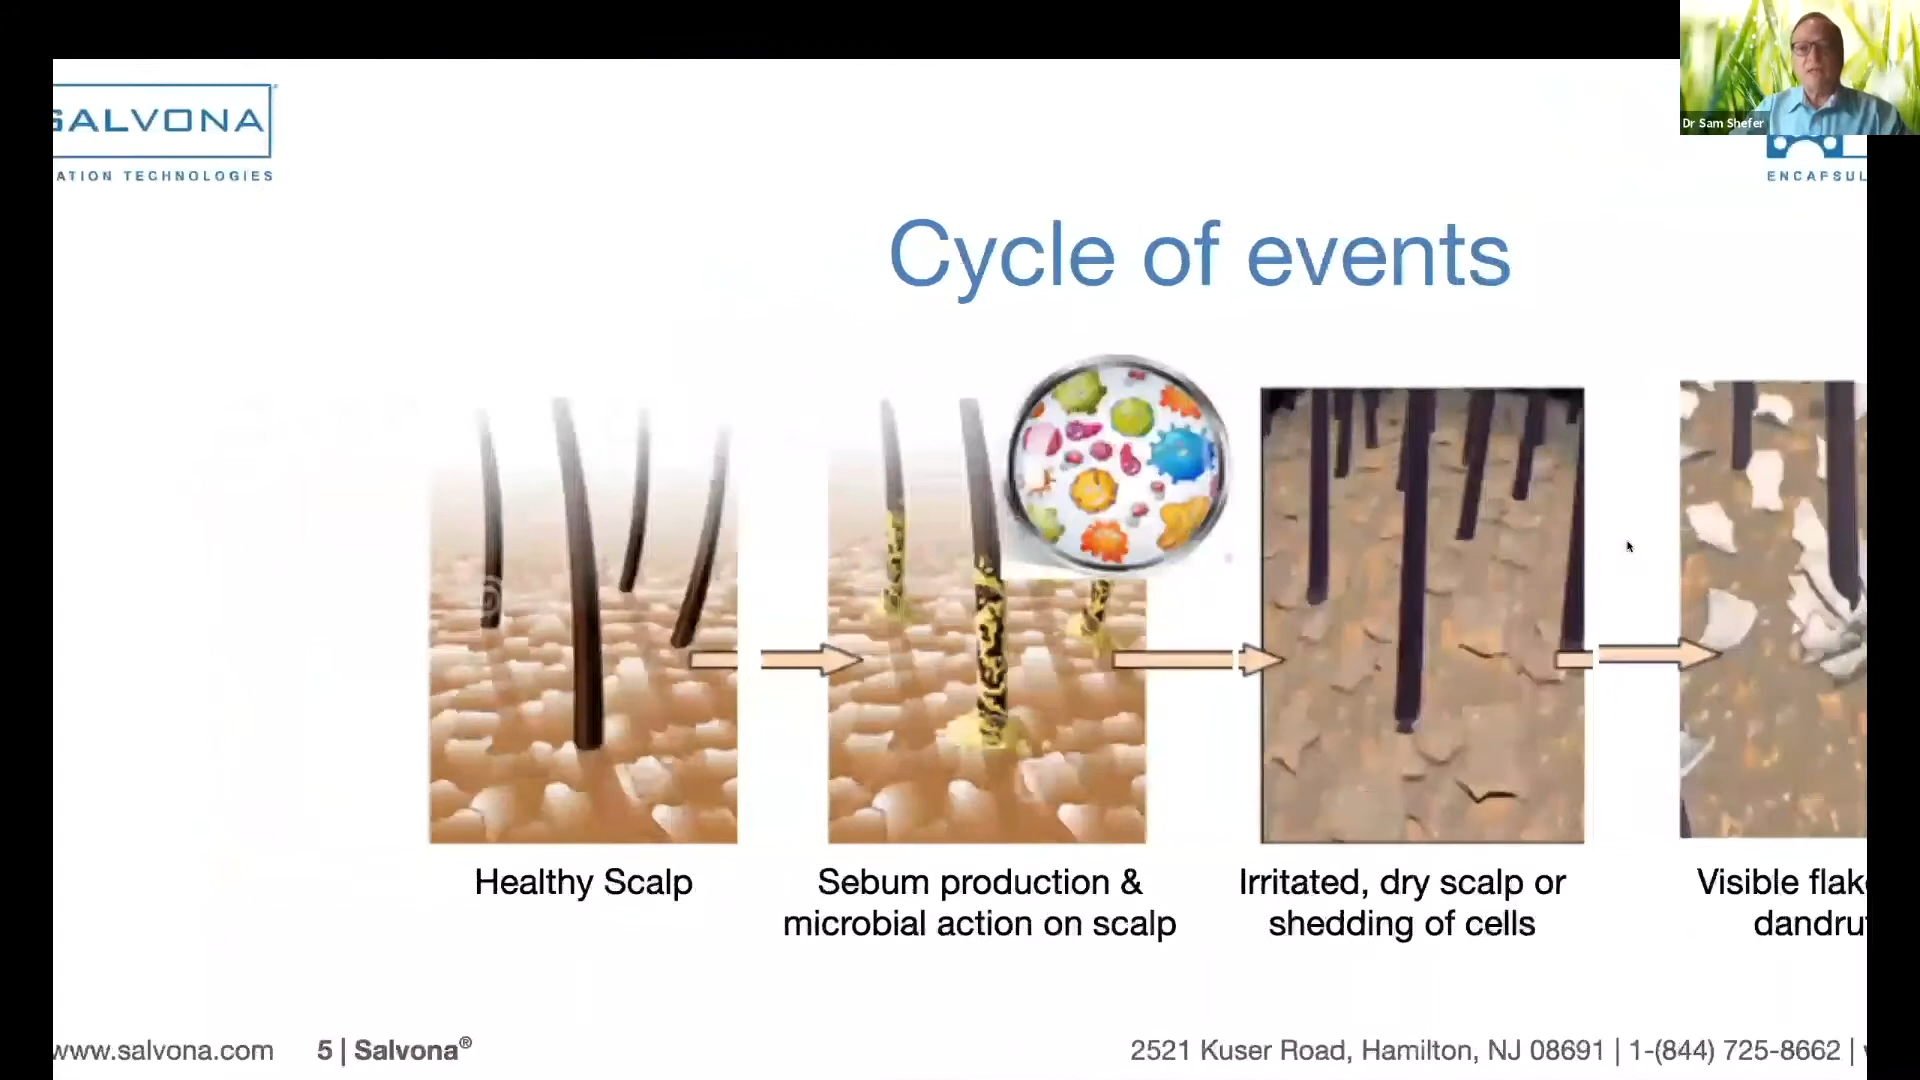 Dr Sam Shefer
SALVONA
ATION TECHNOLOGIES
ENCAPSUL
Cycle of events
Healthy Scalp
Sebum production &
microbial action on scalp
Irritated, dry scalp or
shedding of cells
Visible flak
dandru
www.salvona.com
5 | Salvona®
2521 Kuser Road, Hamilton, NJ 08691 | 1-(844) 725-8662 |